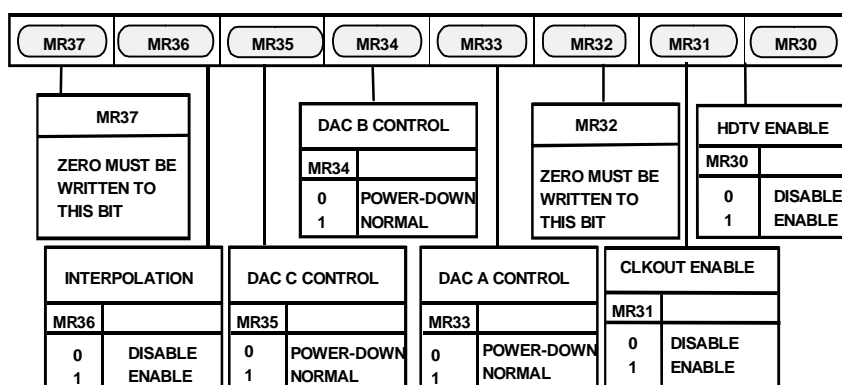 MR37 MR36 MR35 MR34 MR33 MR32 MR31 MR30
MR37
ZERO MUST BE
WRITTEN TO
THIS BIT
DAC B CONTROL
MR34
0 POWER-DOWN
1 NORMAL
MR32
ZERO MUST BE
WRITTEN TO
THIS BIT
HDTV ENABLE
MR30
0 DISABLE
1 ENABLE
INTERPOLATION
MR36
0 DISABLE
1 ENABLE
DAC C CONTROL
MR35
0 POWER-DOWN
1 NORMAL
DAC A CONTROL
MR33
0 POWER-DOWN
1 NORMAL
CLKOUT ENABLE
MR31
0 DISABLE
1 ENABLE